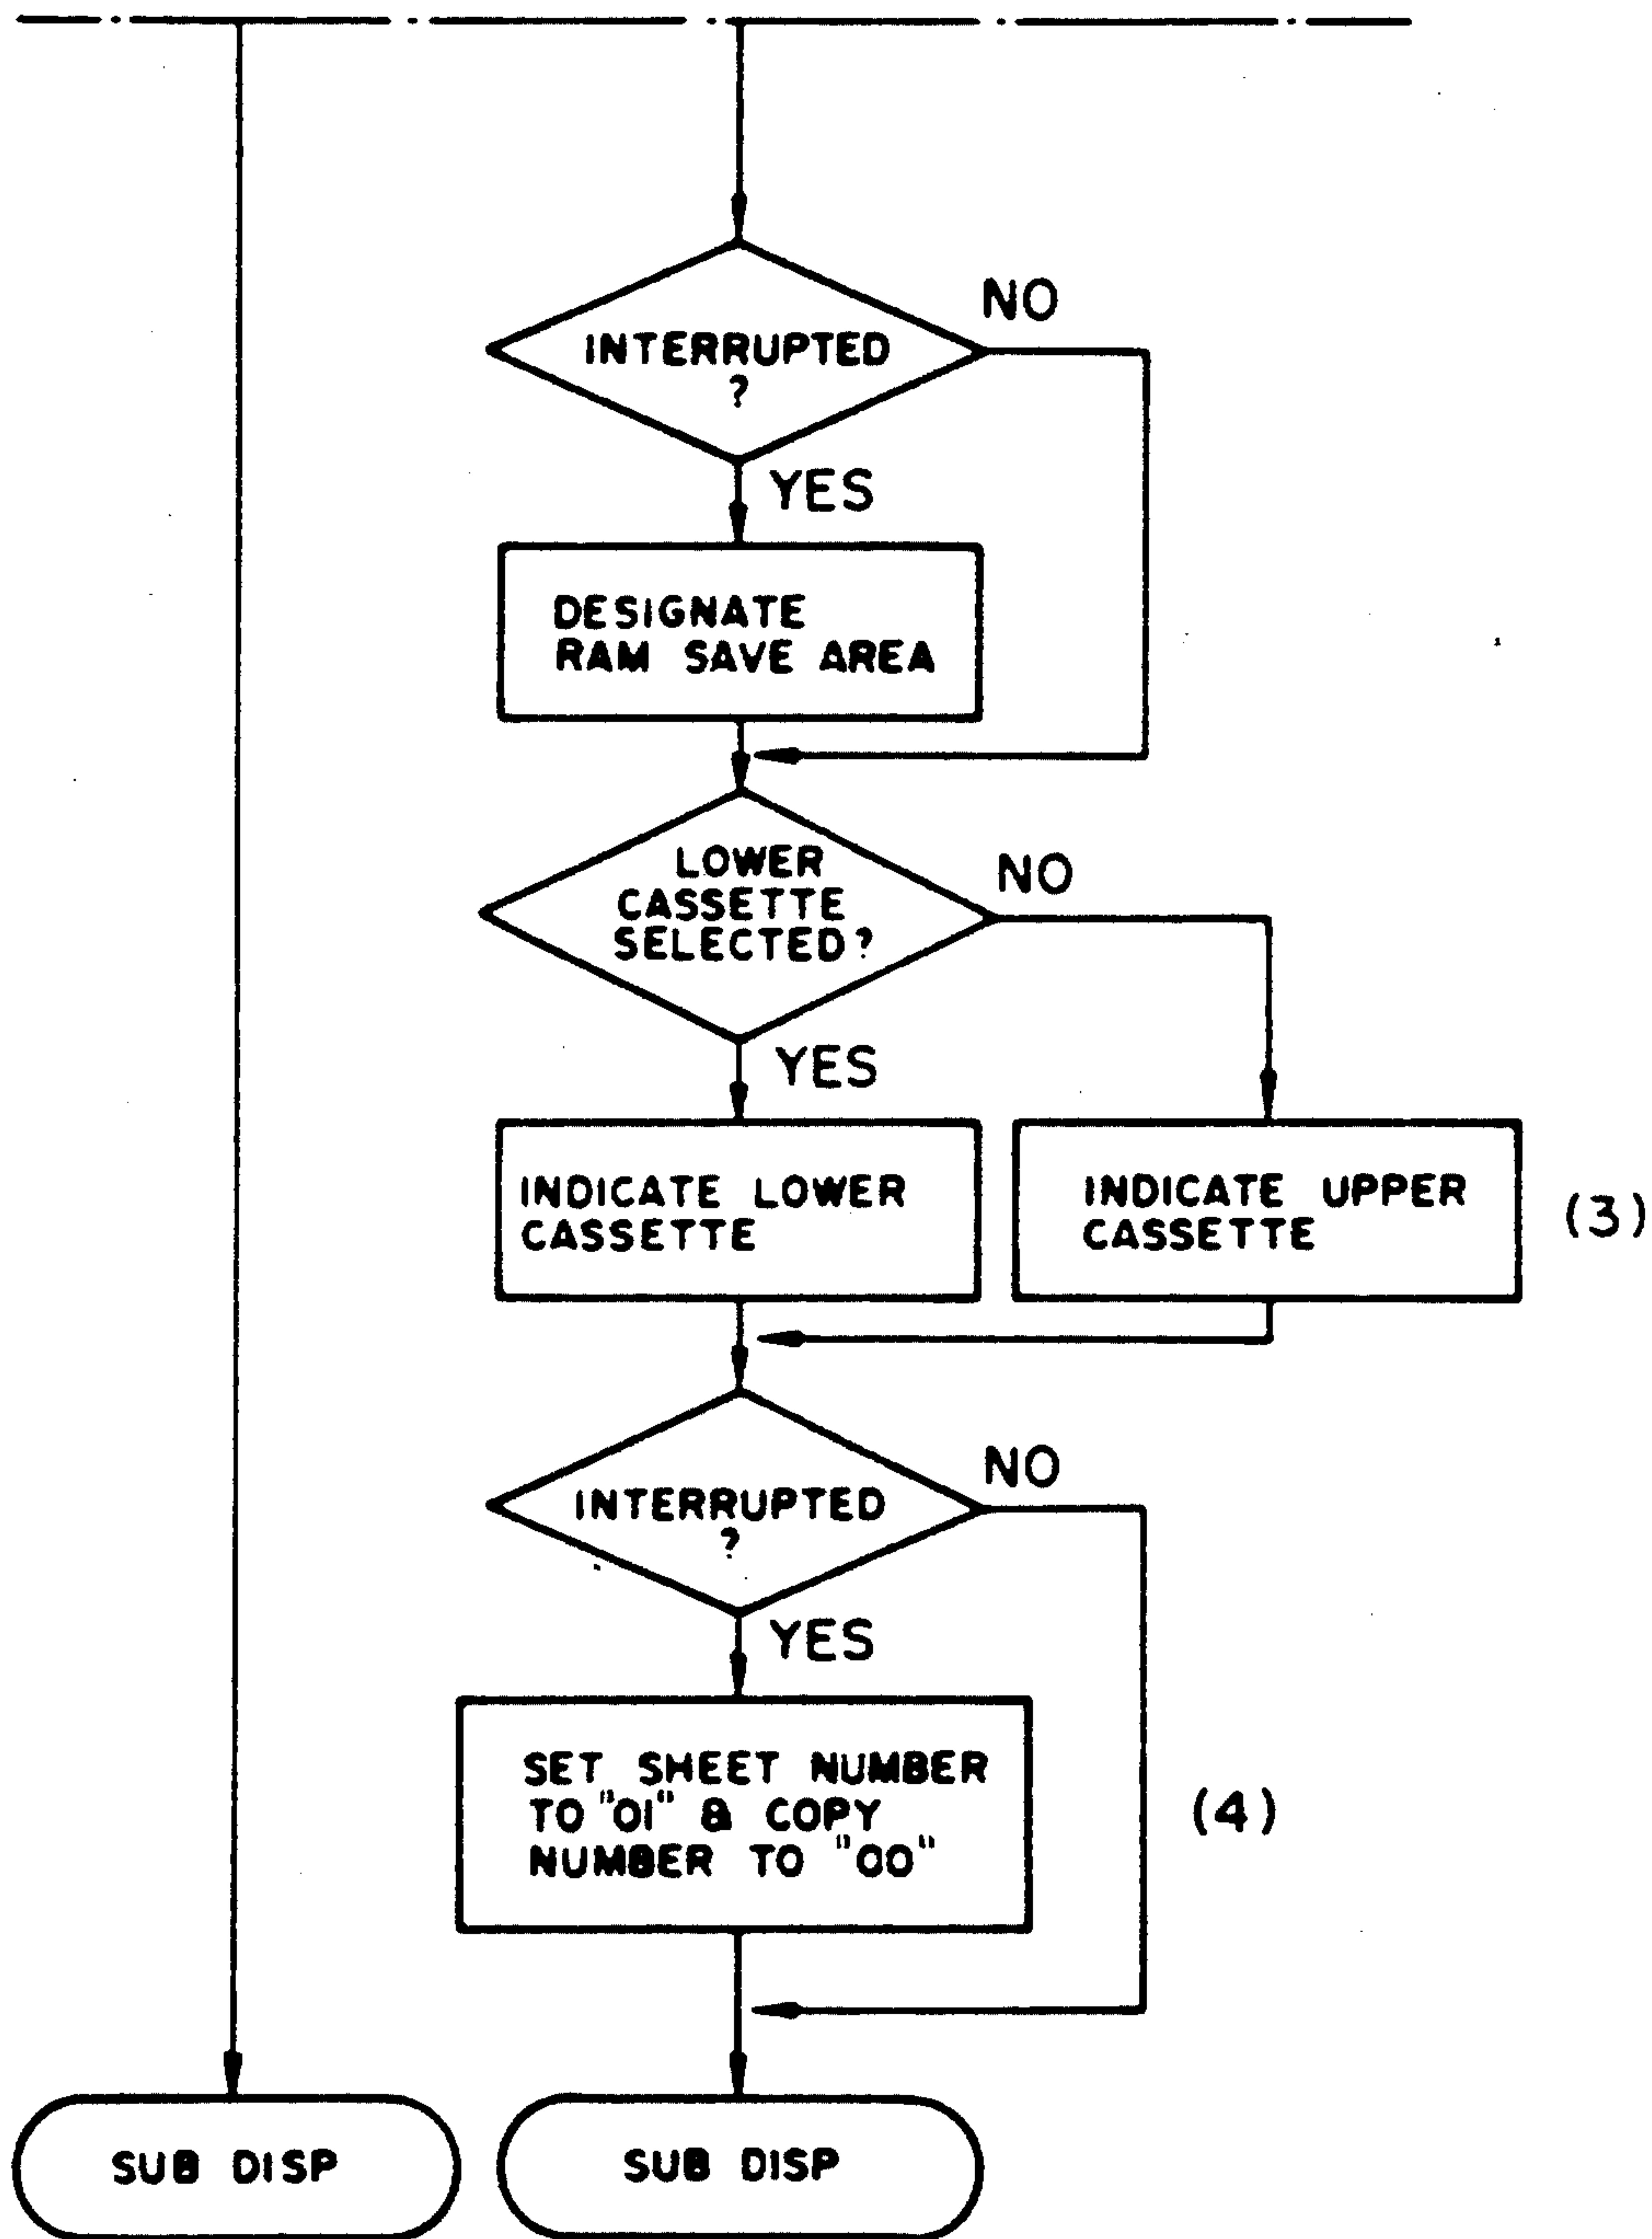 NO
INTERRUPTED
?
YES
DESIGNATE
RAM SAVE AREA
LOWER
CASSETTE
SELECTED?
NO
YES
INDICATE LOWER
CASSETTE
INDICATE UPPER
CASSETTE
(3)
NO
INTERRUPTED
?
YES
SET SHEET NUMBER
TO "01" & COPY
NUMBER TO "00"
(4)
SUB DISP
SUB DISP